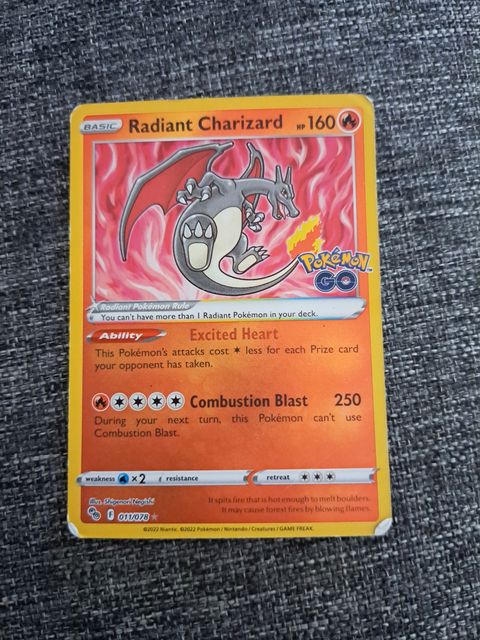 BASIC Radiant Charizard HP 160
Pokémon
GO
Radiant Pokémon Rule
You can't have more than 1 Radiant Pokémon in your deck.
Ability Excited Heart
This Pokémon's attacks cost less for each Prize card
your opponent has taken.
Combustion Blast 250
During your next turn, this Pokémon can't use
Combustion Blast.
weakness ×2 resistance retreat
Illus. Shigenori Negishi
F 011/078
It spits fire that is hot enough to melt boulders.
It may cause forest fires by blowing flames.
©2022 Niantic. ©2022 Pokémon / Nintendo / Creatures / GAME FREAK.